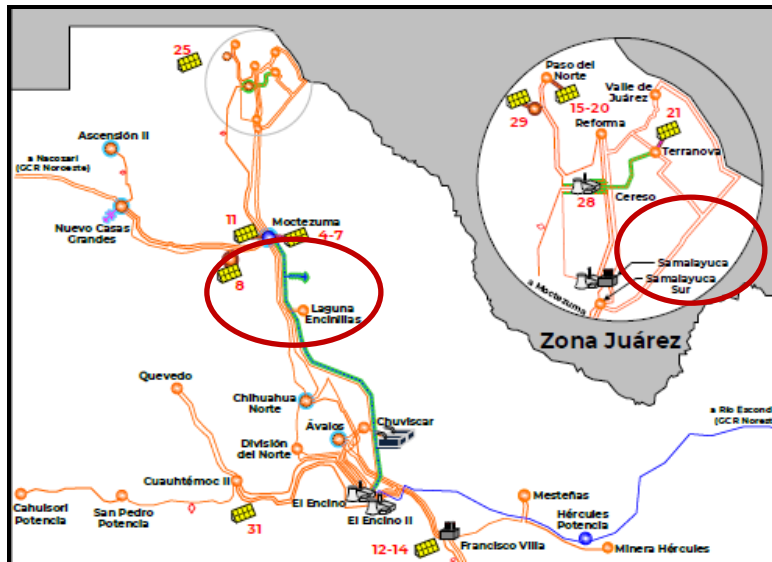 25
Paso del
Norte
Valle de
Juárez
29
15-20
21
Reforma
Terranova
28
Cereso
Samalayuca
Samalayuca
Sur
a Moctezuma
Zona Juárez
Ascensión II
a Nacozari
(GCR Noroeste)
Nuevo Casas
Grandes
11
Moctezuma
4-7
8
Laguna
Encinillas
Quevedo
Chihuahua
Norte
Ávalos
Chuviscar
a Río Escond
(GCR Norest
División
del Norte
Cuauhtémoc II
El Encino
El Encino II
Cahuisori
Potencia
San Pedro
Potencia
31
Mesteñas
Hércules
Potencia
12-14
Francisco Villa
Minera Hércules